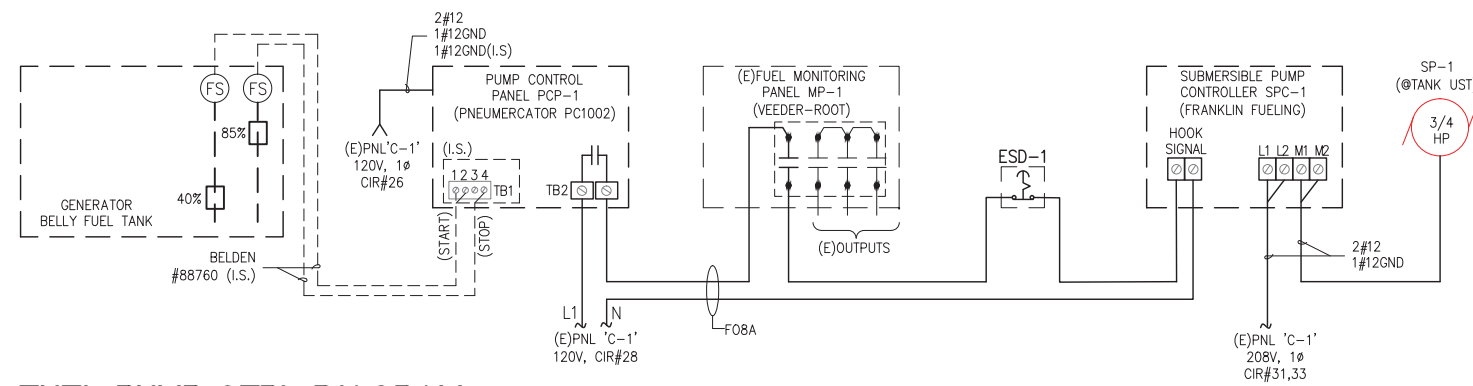 2#12
1#12GND
1#12GND(I.S)
FS
FS
85%
40%
GENERATOR
BELLY FUEL TANK
BELDEN
#88760 (I.S.)
PUMP CONTROL
PANEL PCP-1
(PNEUMERCATOR PC1002)
(E)PNL'C-1'
120V, 1ø
CIR#26
(I.S.)
1 2 3 4
TB1
TB2
(START)
(STOP)
L1
N
(E)PNL 'C-1'
120V, CIR#28
F08A
(E)FUEL MONITORING
PANEL MP-1
(VEEDER-ROOT)
(E)OUTPUTS
ESD-1
SUBMERSIBLE PUMP
CONTROLLER SPC-1
(FRANKLIN FUELING)
HOOK
SIGNAL
L1 L2 M1 M2
2#12
1#12GND
(E)PNL 'C-1'
208V, 1ø
CIR#31,33
SP-1
(@TANK UST
3/4
HP